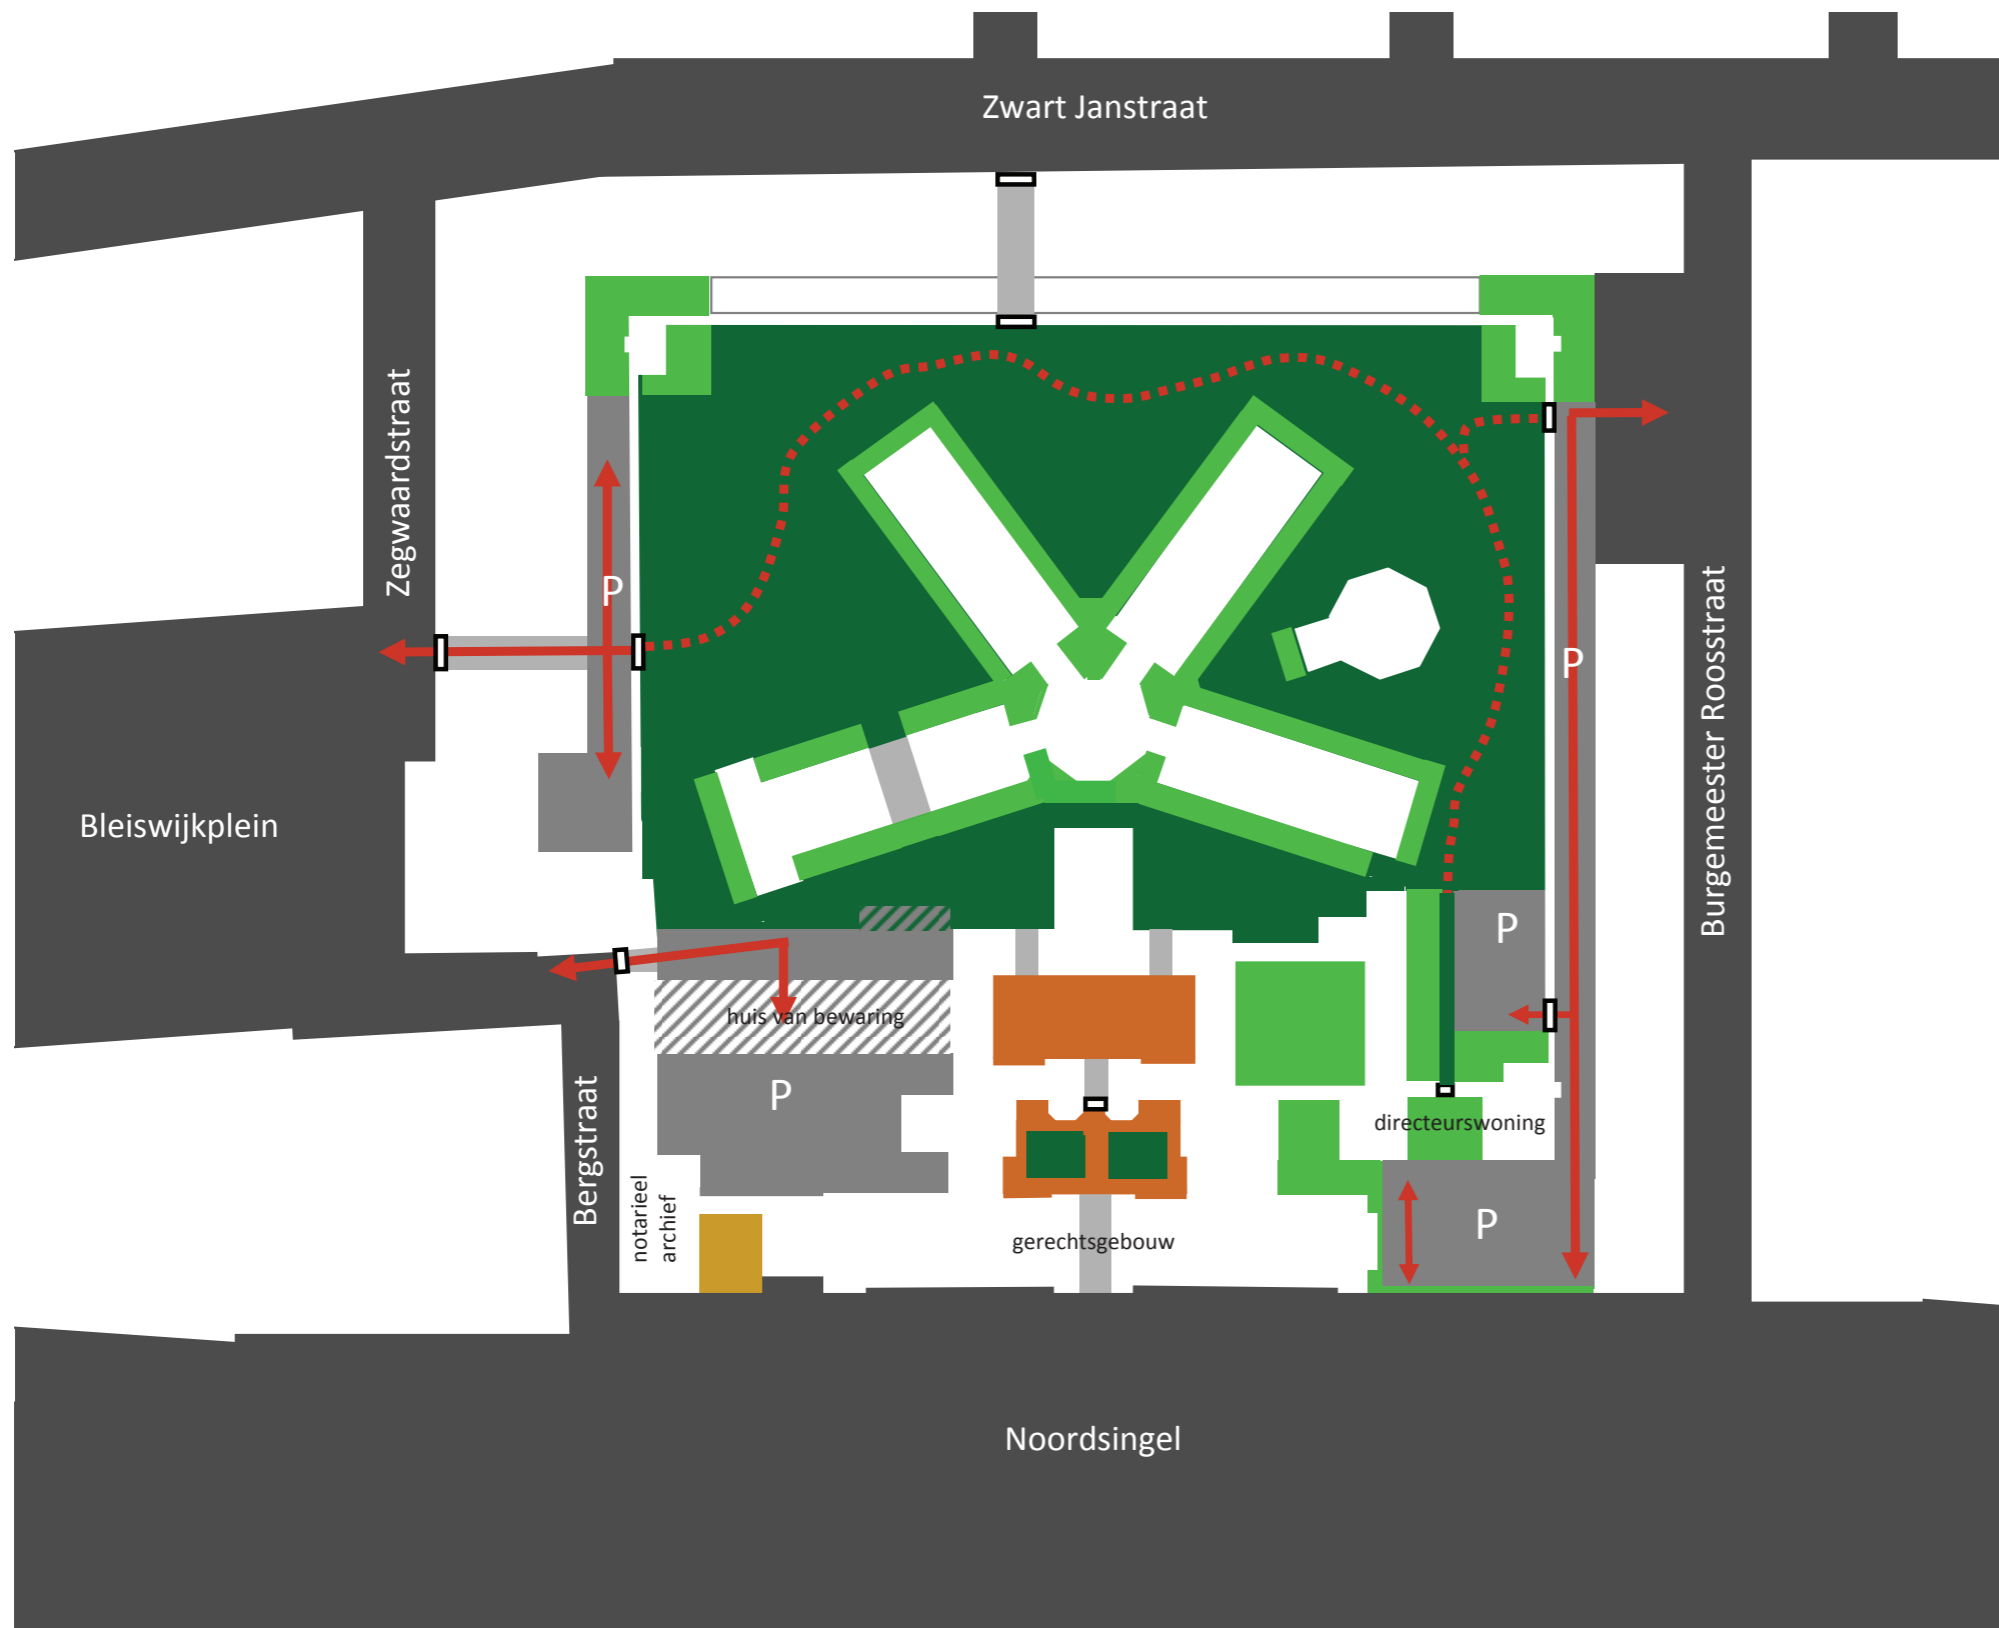 Zwart Janstraat
Zegwaardstraat
P
P
Burgemeester Roosstraat
Bleiswijkplein
P
huis van bewaring
P
directeurswoning
Bergstraat
notarieel
archief
gerechtsgebouw
P
Noordsingel